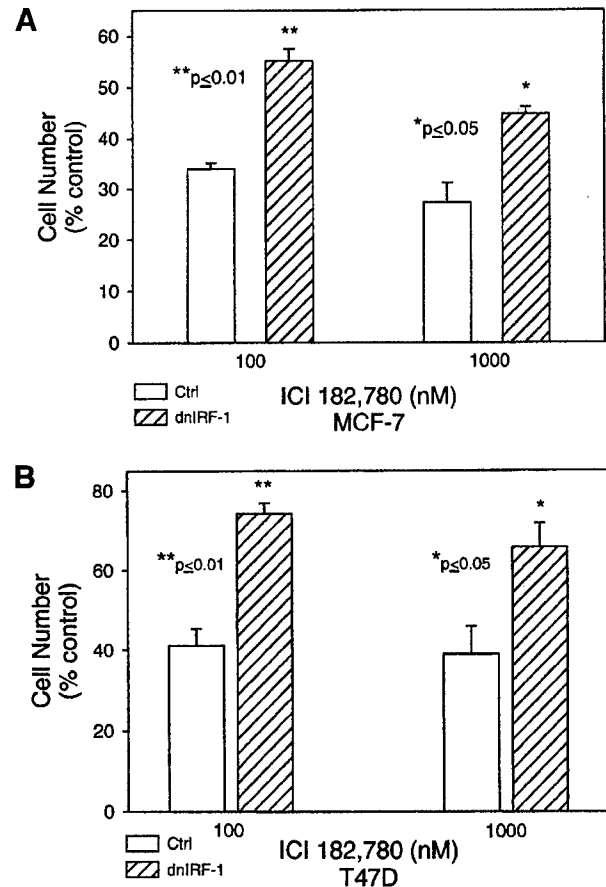 A
Cell Number
(% control)
60
50
40
30
20
10
0
**p≤0.01
**
*p≤0.05
*
100
1000
Ctrl
dnIRF-1
ICI 182,780 (nM)
MCF-7
B
Cell Number
(% control)
80
60
40
20
0
**p≤0.01
**
*p≤0.05
*
100
1000
Ctrl
dnIRF-1
ICI 182,780 (nM)
T47D